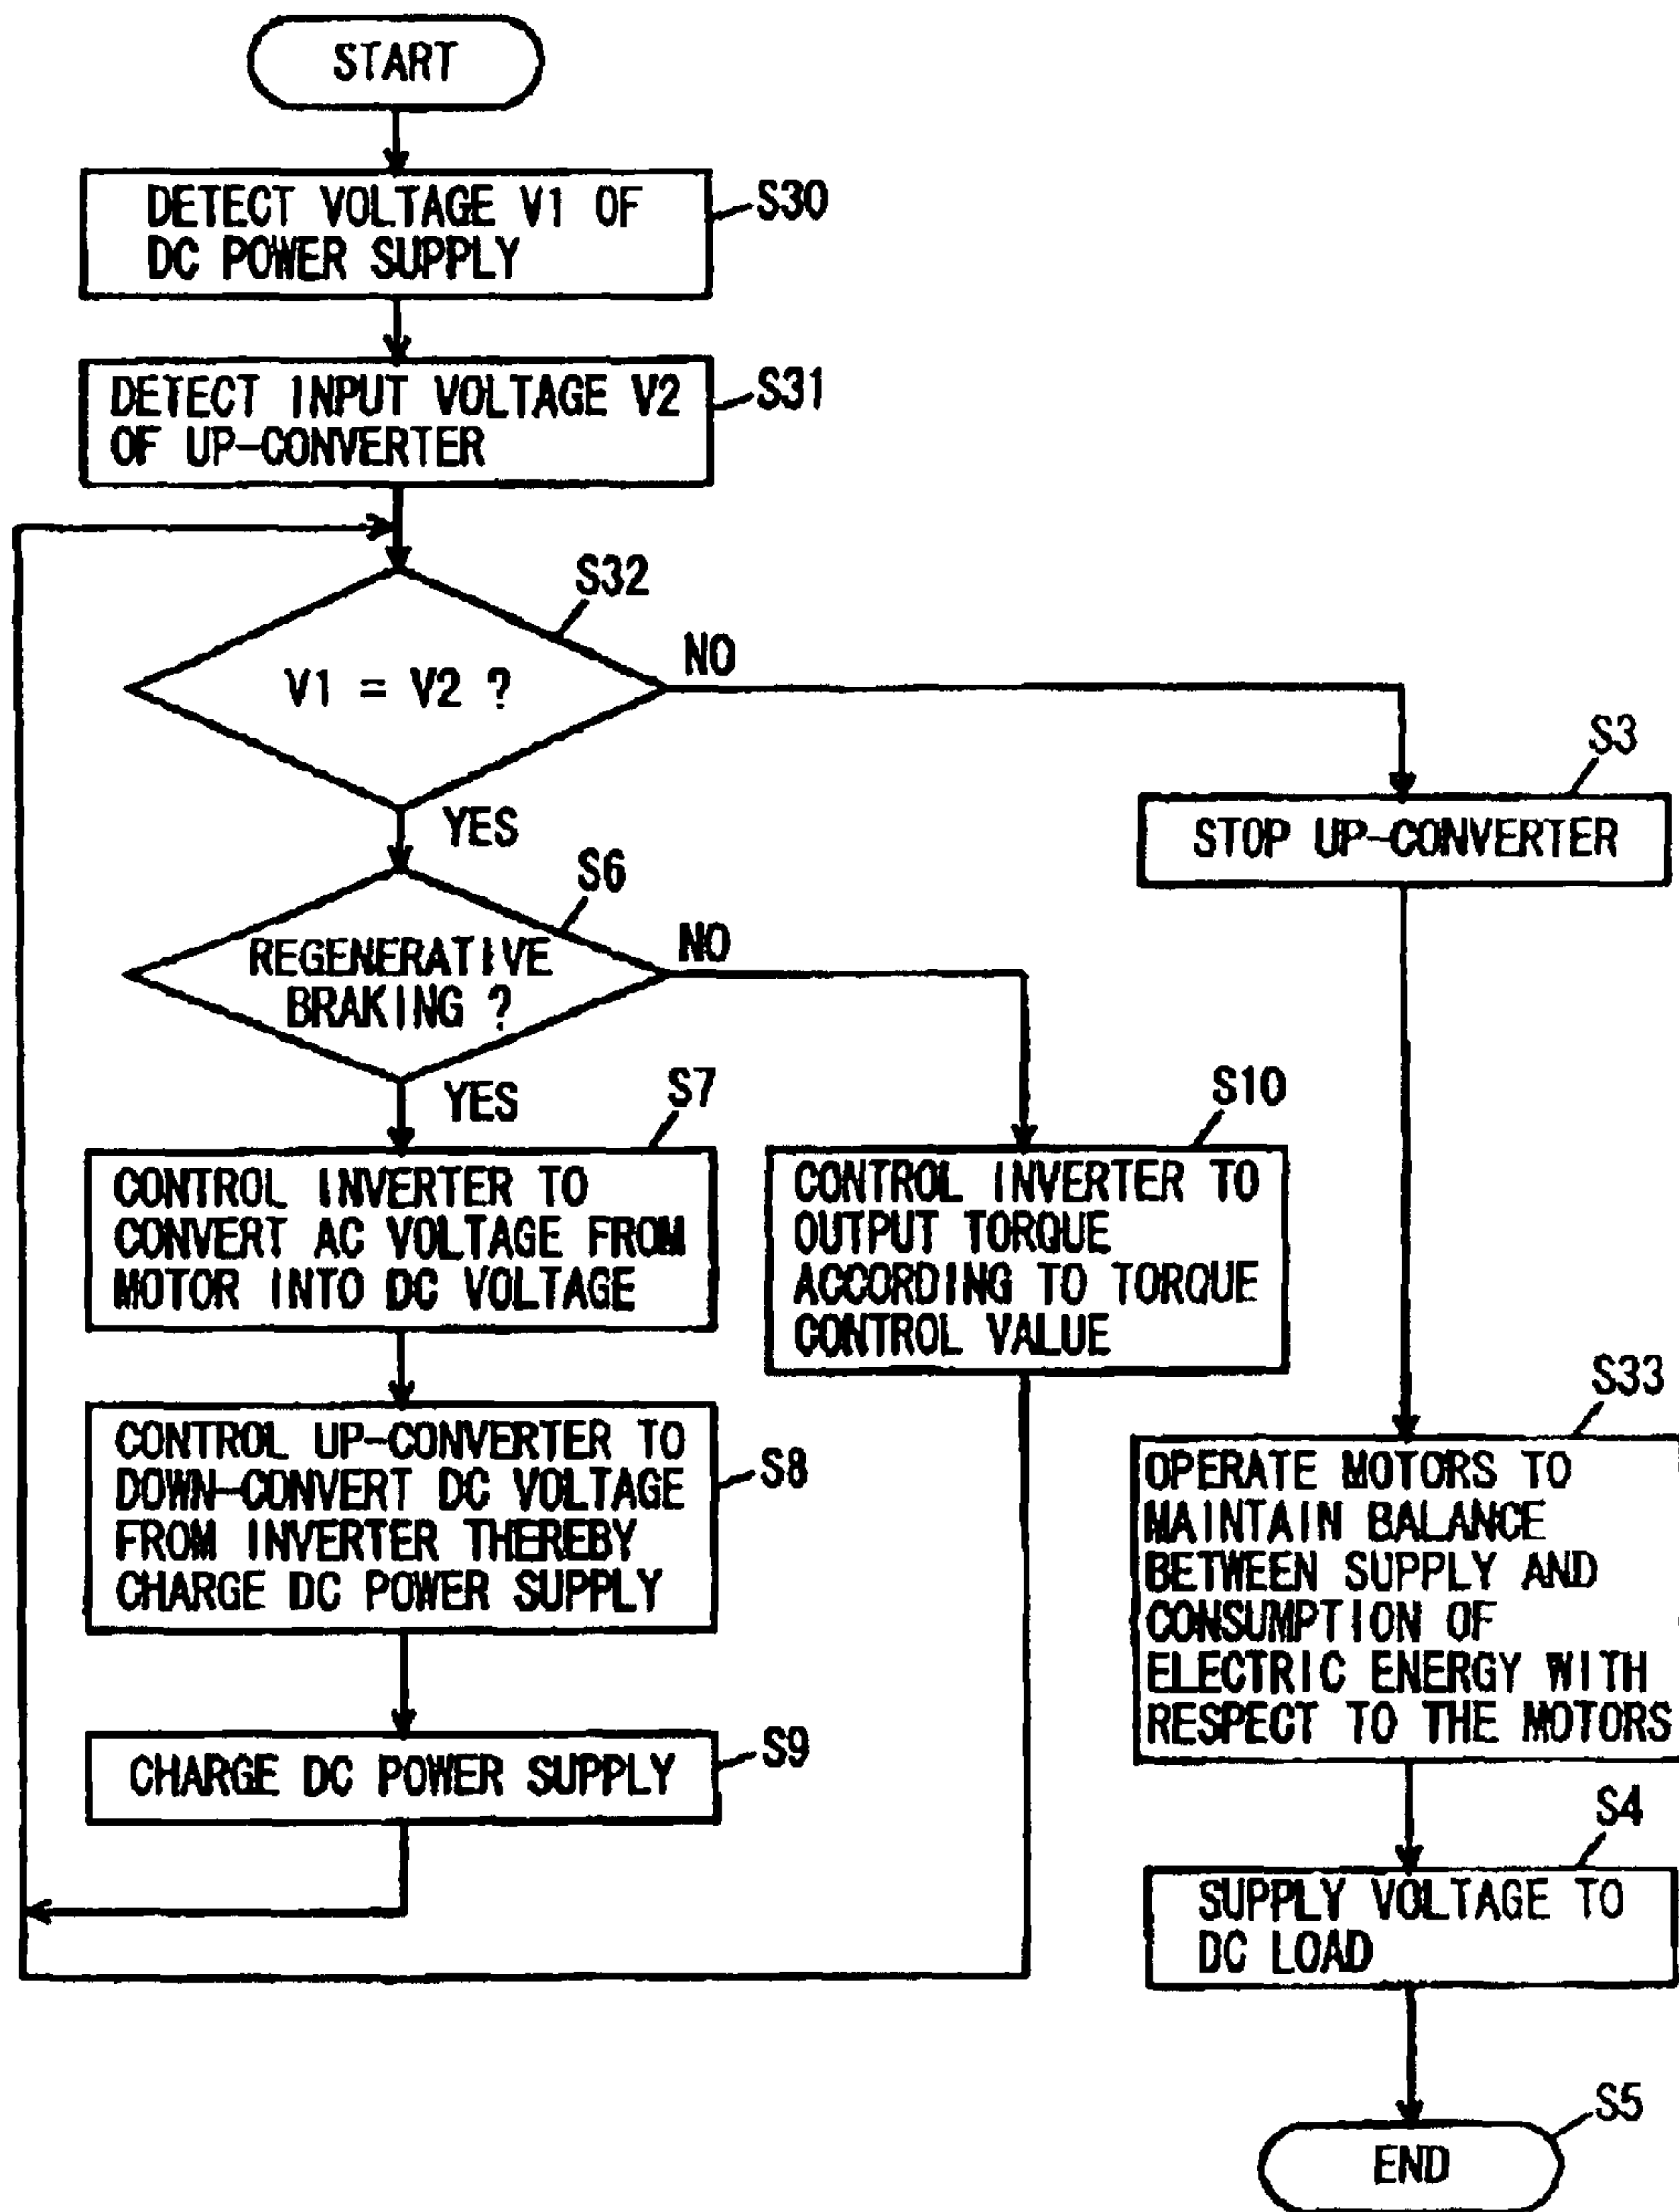 START
DETECT VOLTAGE V1 OF
DC POWER SUPPLY
S30
DETECT INPUT VOLTAGE V2
OF UP-CONVERTER
S31
S32
V1 = V2 ?
NO
YES
S3
STOP UP-CONVERTER
S6
REGENERATIVE
BRAKING ?
NO
YES
S7
CONTROL INVERTER TO
CONVERT AC VOLTAGE FROM
MOTOR INTO DC VOLTAGE
S10
CONTROL INVERTER TO
OUTPUT TORQUE
ACCORDING TO TORQUE
CONTROL VALUE
CONTROL UP-CONVERTER TO
DOWN-CONVERT DC VOLTAGE
FROM INVERTER THEREBY
CHARGE DC POWER SUPPLY
S8
S33
OPERATE MOTORS TO
MAINTAIN BALANCE
BETWEEN SUPPLY AND
CONSUMPTION OF
ELECTRIC ENERGY WITH
RESPECT TO THE MOTORS
CHARGE DC POWER SUPPLY
S9
S4
SUPPLY VOLTAGE TO
DC LOAD
S5
END